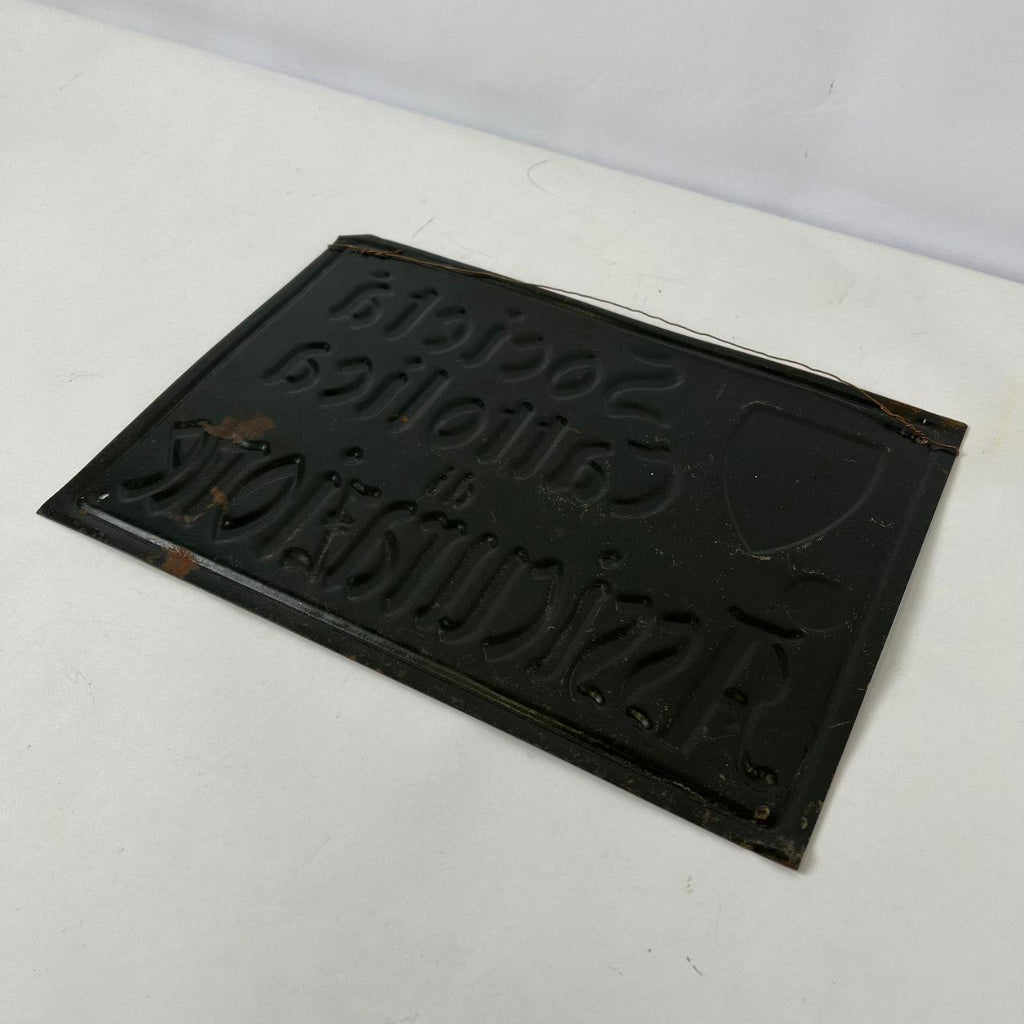 Società
Cattolica
di
ASSiCURAZiONE